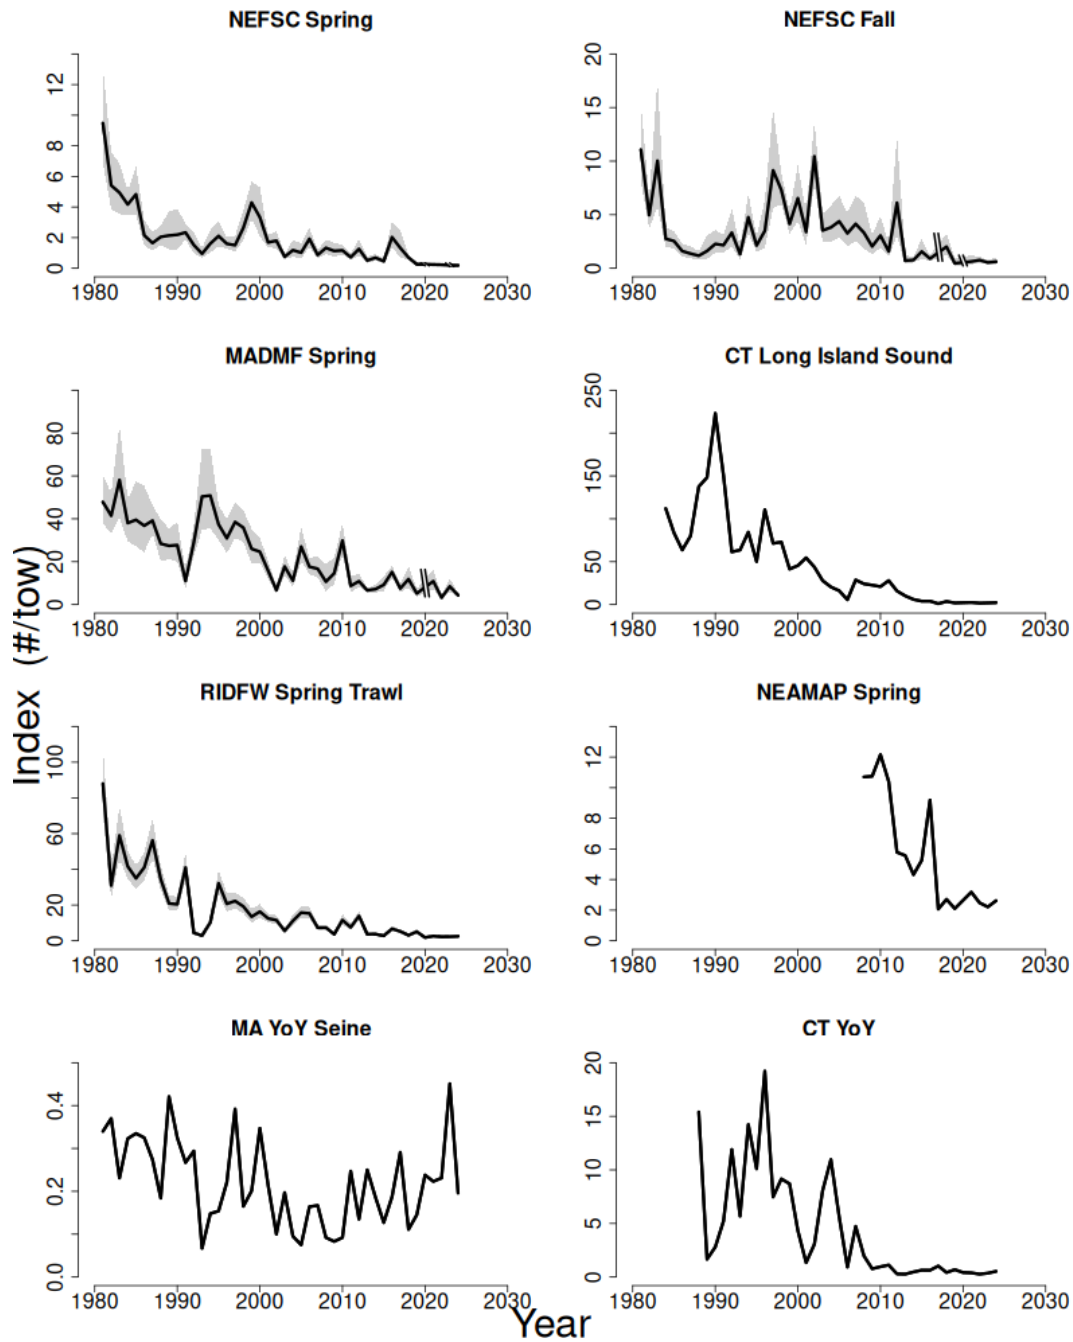 NEFSC Spring
0 2 4 6 8 12
1980 1990 2000 2010 2020 2030
NEFSC Fall
0 5 10 15 20
1980 1990 2000 2010 2020 2030
MADMF Spring
0 20 40 60 80
1980 1990 2000 2010 2020 2030
CT Long Island Sound
0 50 150 250
1980 1990 2000 2010 2020 2030
RIDFW Spring Trawl
0 20 60 100
1980 1990 2000 2010 2020 2030
NEAMAP Spring
0 2 4 6 8 12
1980 1990 2000 2010 2020 2030
MA YoY Seine
0.0 0.2 0.4
1980 1990 2000 2010 2020 2030
CT YoY
0 5 10 15 20
1980 1990 2000 2010 2020 2030
Index (#/tow)
Year